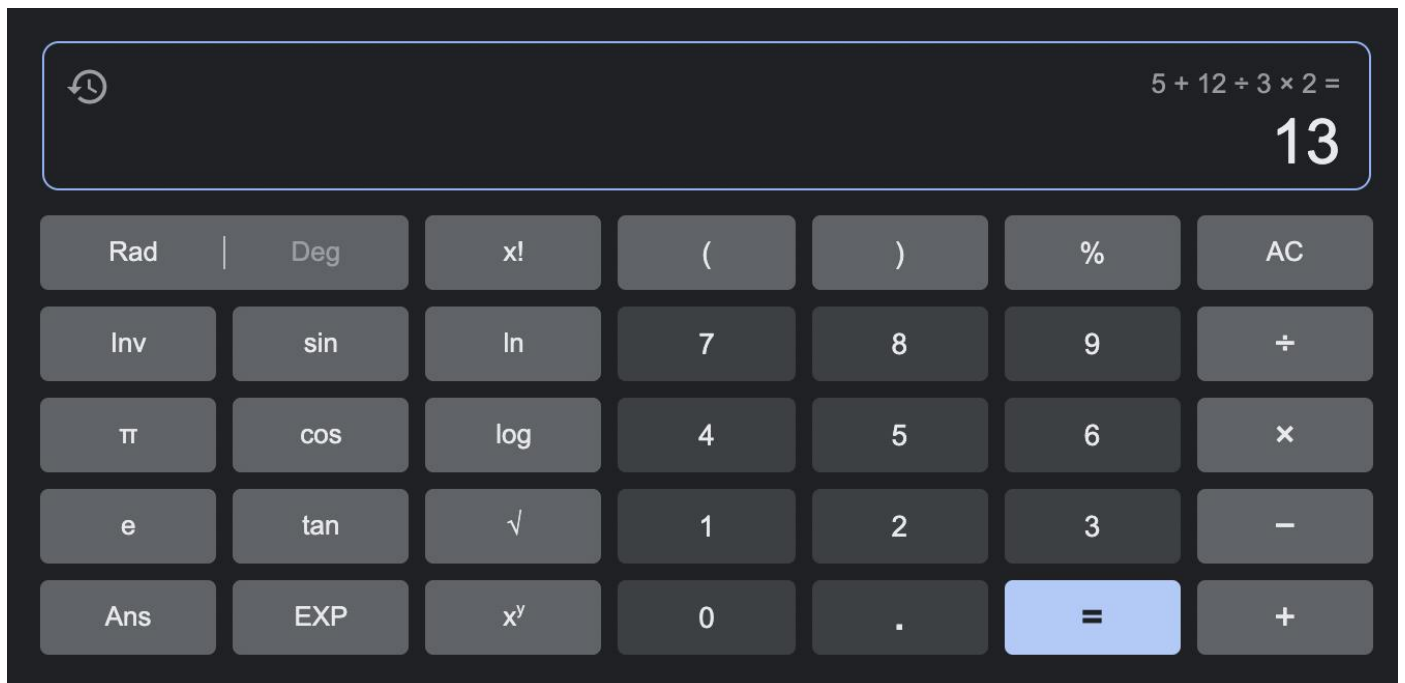 5 + 12 ÷ 3 × 2 =
13
Rad | Deg x! ( ) % AC
Inv sin ln 7 8 9 ÷
π cos log 4 5 6 ×
e tan √ 1 2 3 −
Ans EXP xʸ 0 . = +